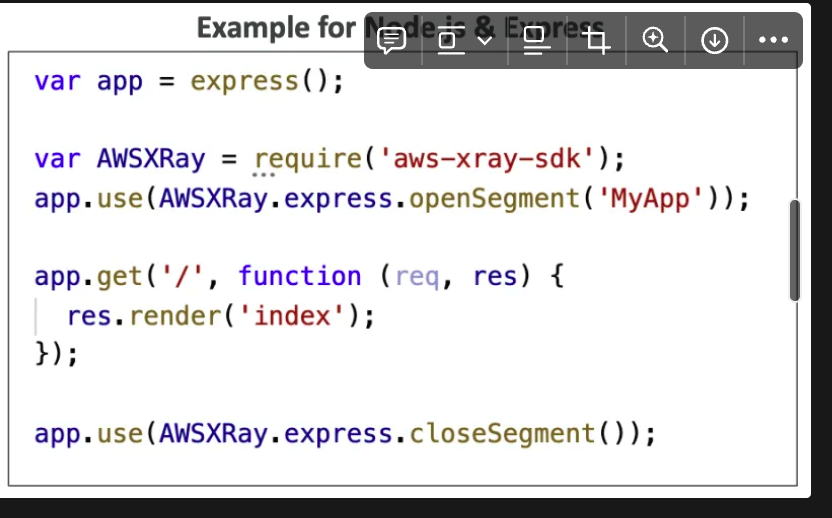 Example for Node.js & Express
var app = express();
var AWSXRay = require('aws-xray-sdk');
app.use(AWSXRay.express.openSegment('MyApp'));
app.get('/', function (req, res) {
res.render('index');
});
app.use(AWSXRay.express.closeSegment());